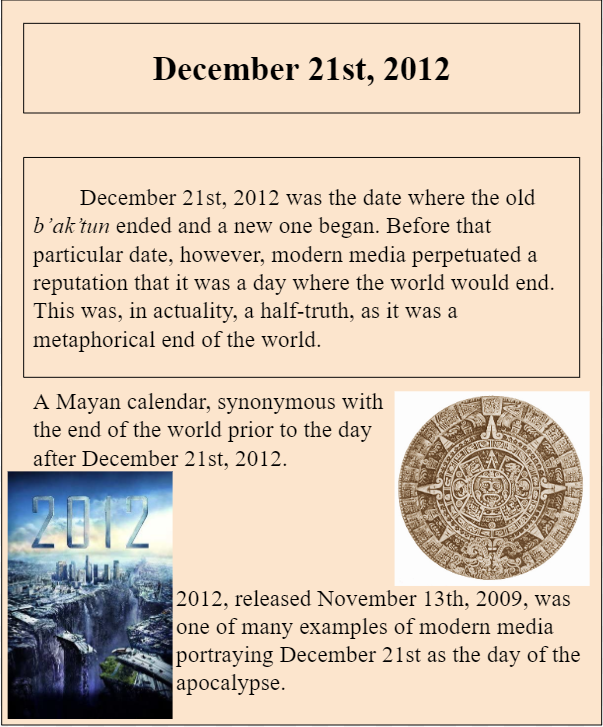 December 21st, 2012
December 21st, 2012 was the date where the old
b’ak’tun ended and a new one began. Before that
particular date, however, modern media perpetuated a
reputation that it was a day where the world would end.
This was, in actuality, a half-truth, as it was a
metaphorical end of the world.
A Mayan calendar, synonymous with
the end of the world prior to the day
after December 21st, 2012.
2012
2012, released November 13th, 2009, was
one of many examples of modern media
portraying December 21st as the day of the
apocalypse.